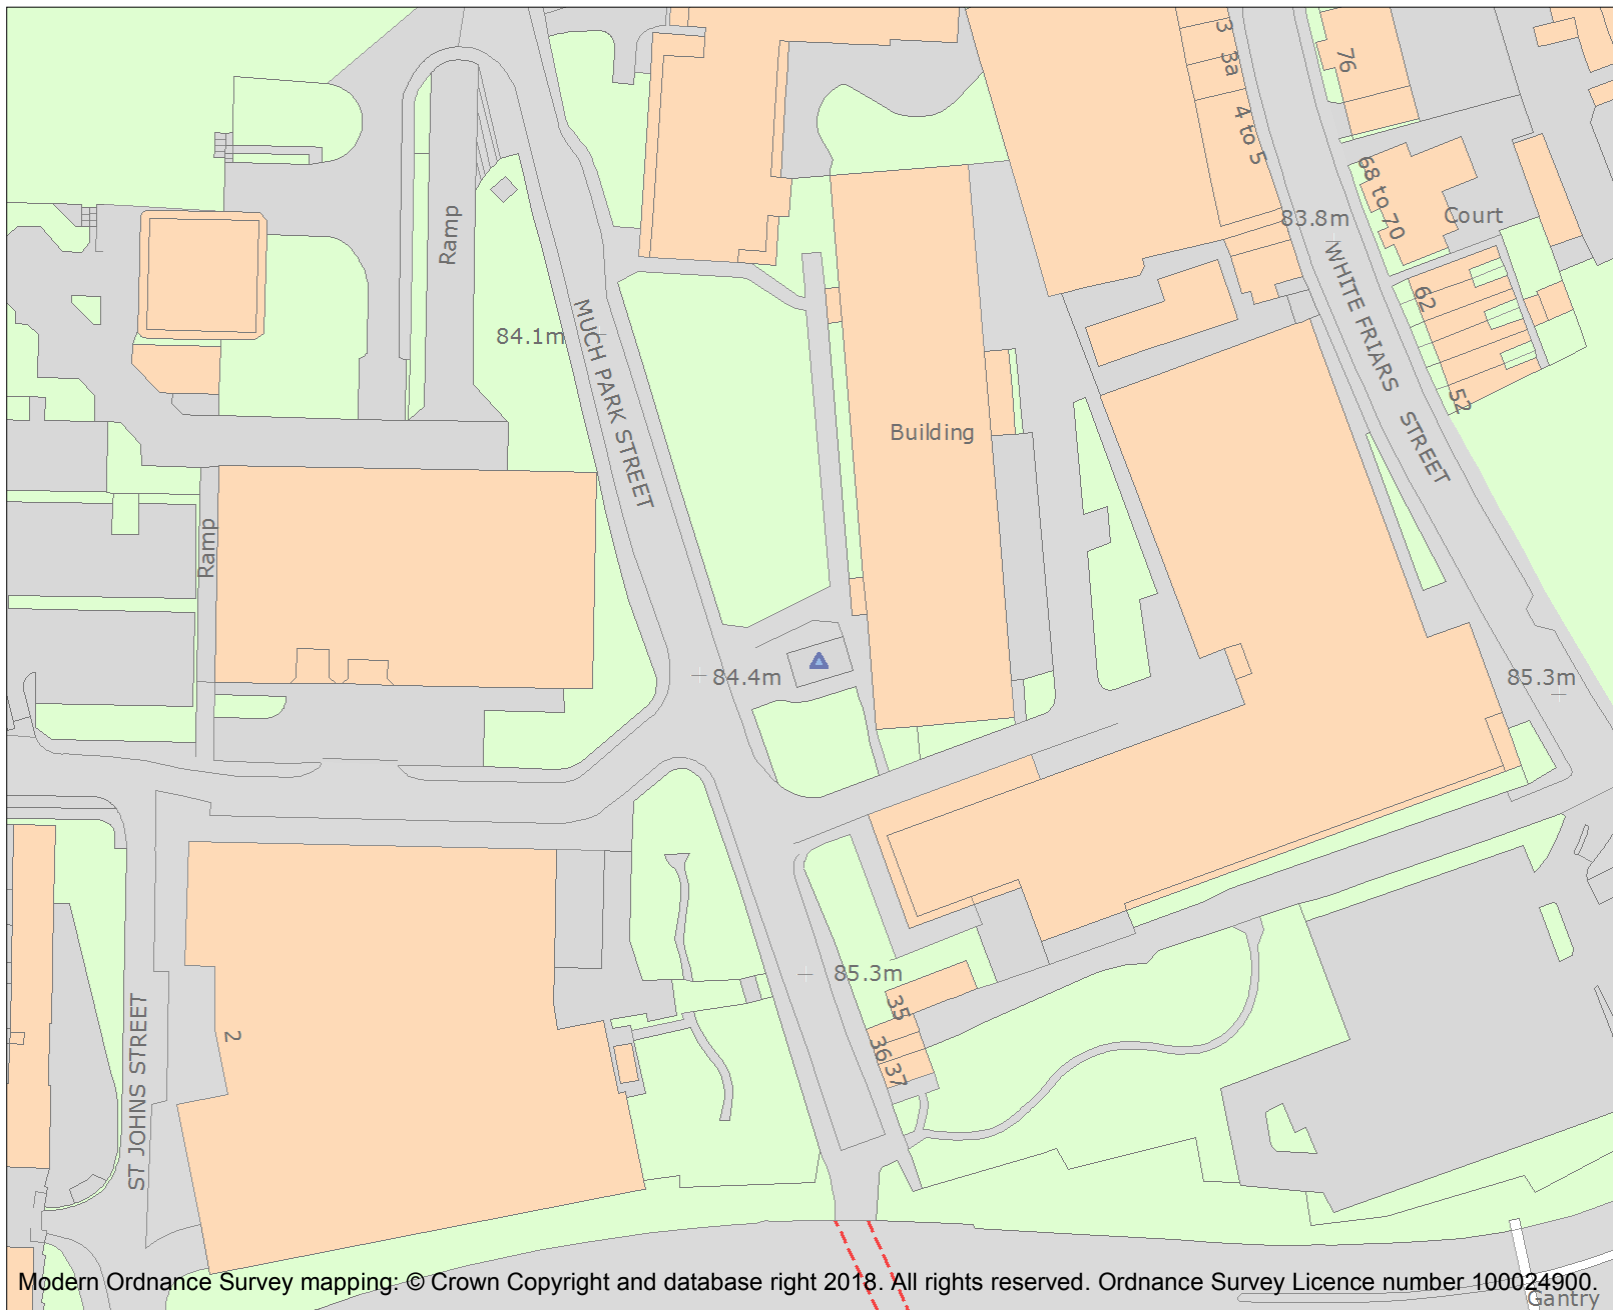 3
3a
4 to 5
76
68 to 70
Court
83.8m
WHITE FRIARS STREET
62
52
Ramp
84.1m
MUCH PARK STREET
Building
Ramp
84.4m
85.3m
85.3m
35
36
37
2
ST JOHNS STREET
Modern Ordnance Survey mapping: © Crown Copyright and database right 2018. All rights reserved. Ordnance Survey Licence number 100024900.
Gantry